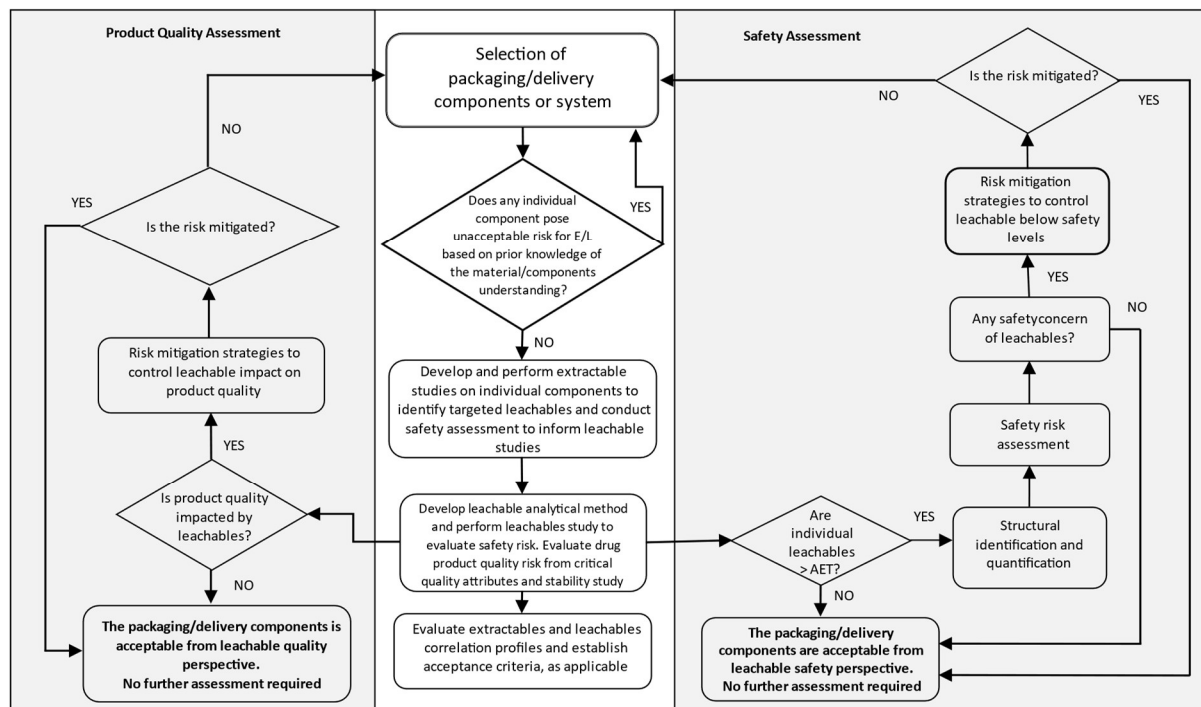 Product Quality Assessment
NO
YES
Is the risk mitigated?
Risk mitigation strategies to
control leachable impact on
product quality
YES
Is product quality
impacted by
leachables?
NO
The packaging/delivery components is
acceptable from leachable quality
perspective.
No further assessment required
Selection of
packaging/delivery
components or system
Does any individual
component pose
unacceptable risk for E/L
based on prior knowledge of
the material/components
understanding?
YES
NO
Develop and perform extractable
studies on individual components to
identify targeted leachables and conduct
safety assessment to inform leachable
studies
Develop leachable analytical method
and perform leachables study to
evaluate safety risk. Evaluate drug
product quality risk from critical
quality attributes and stability study
Evaluate extractables and leachables
correlation profiles and establish
acceptance criteria, as applicable
Safety Assessment
Is the risk mitigated?
NO
YES
Risk mitigation
strategies to control
leachable below safety
levels
YES
NO
Any safetyconcern
of leachables?
Safety risk
assessment
Are
individual
leachables
> AET?
YES
Structural
identification and
quantification
NO
The packaging/delivery
components are acceptable from
leachable safety perspective.
No further assessment required